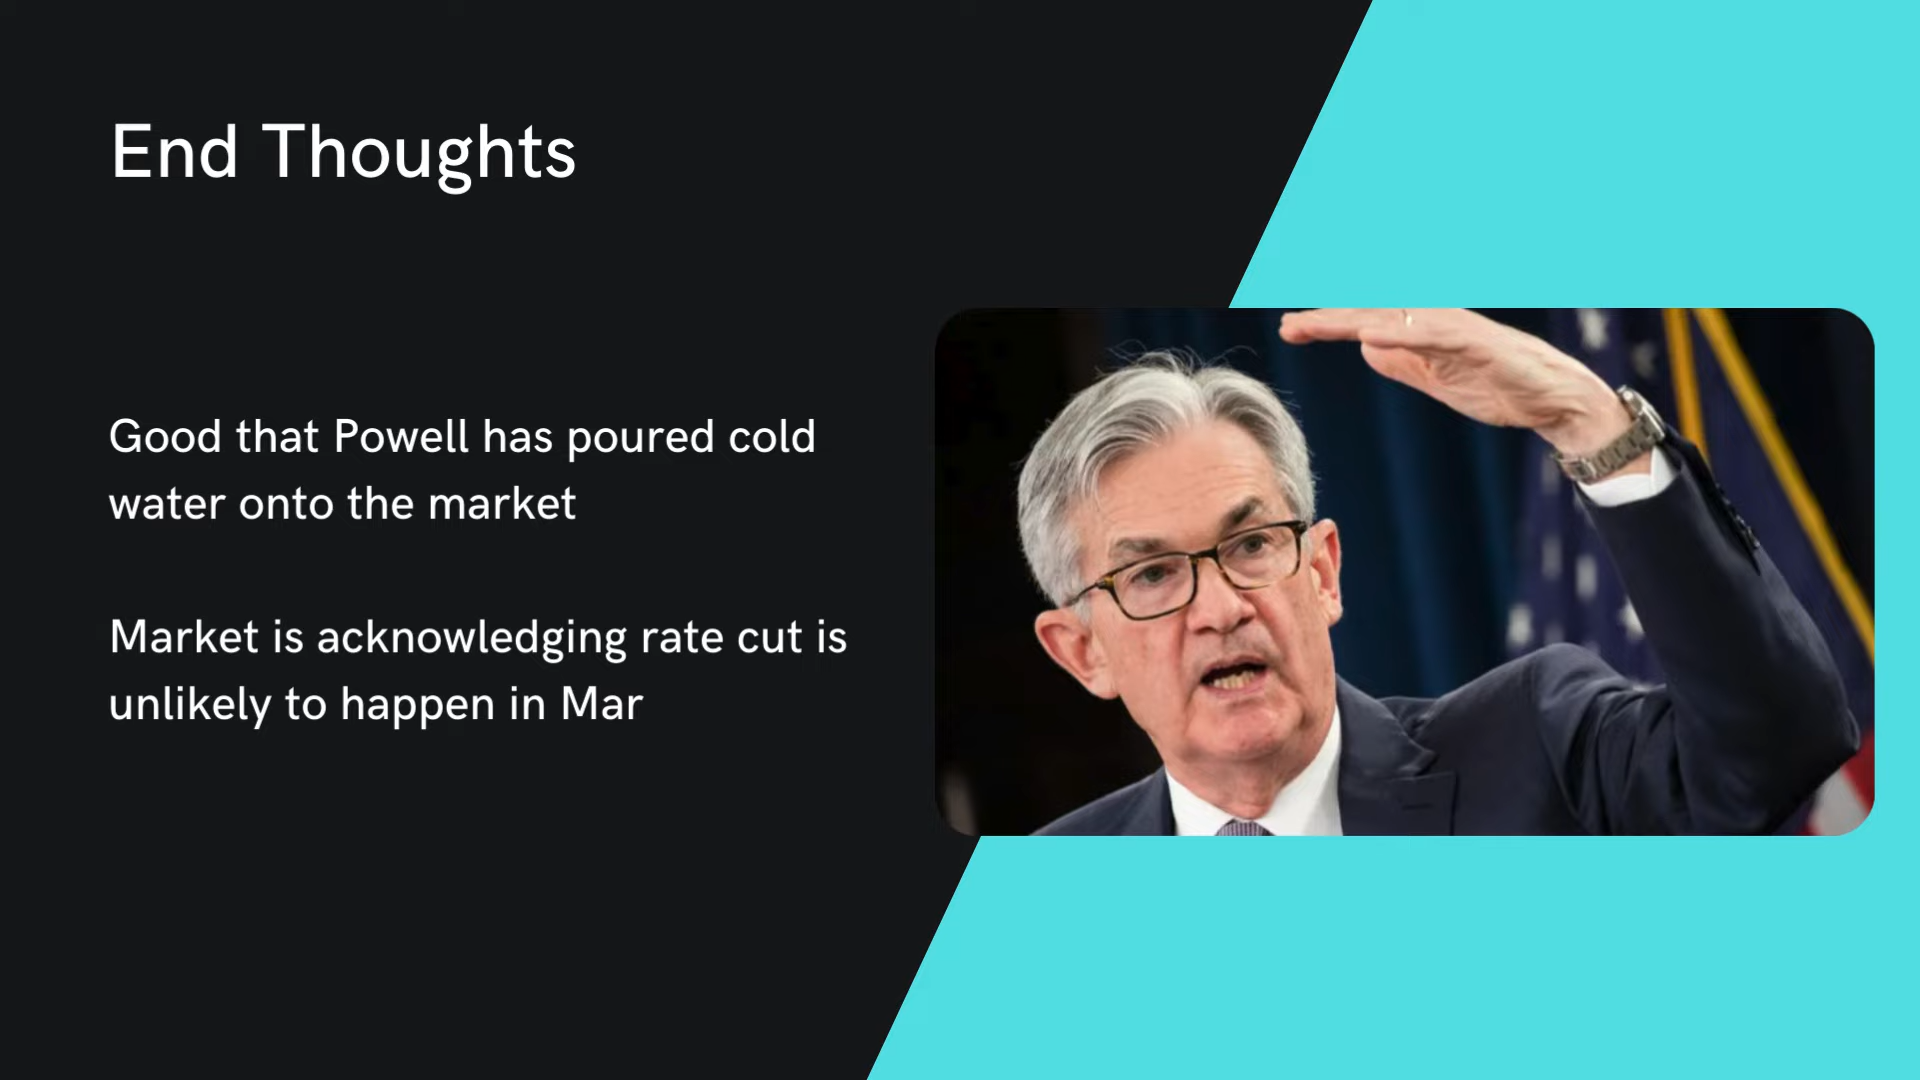 End Thoughts
Good that Powell has poured cold
water onto the market
Market is acknowledging rate cut is
unlikely to happen in Mar